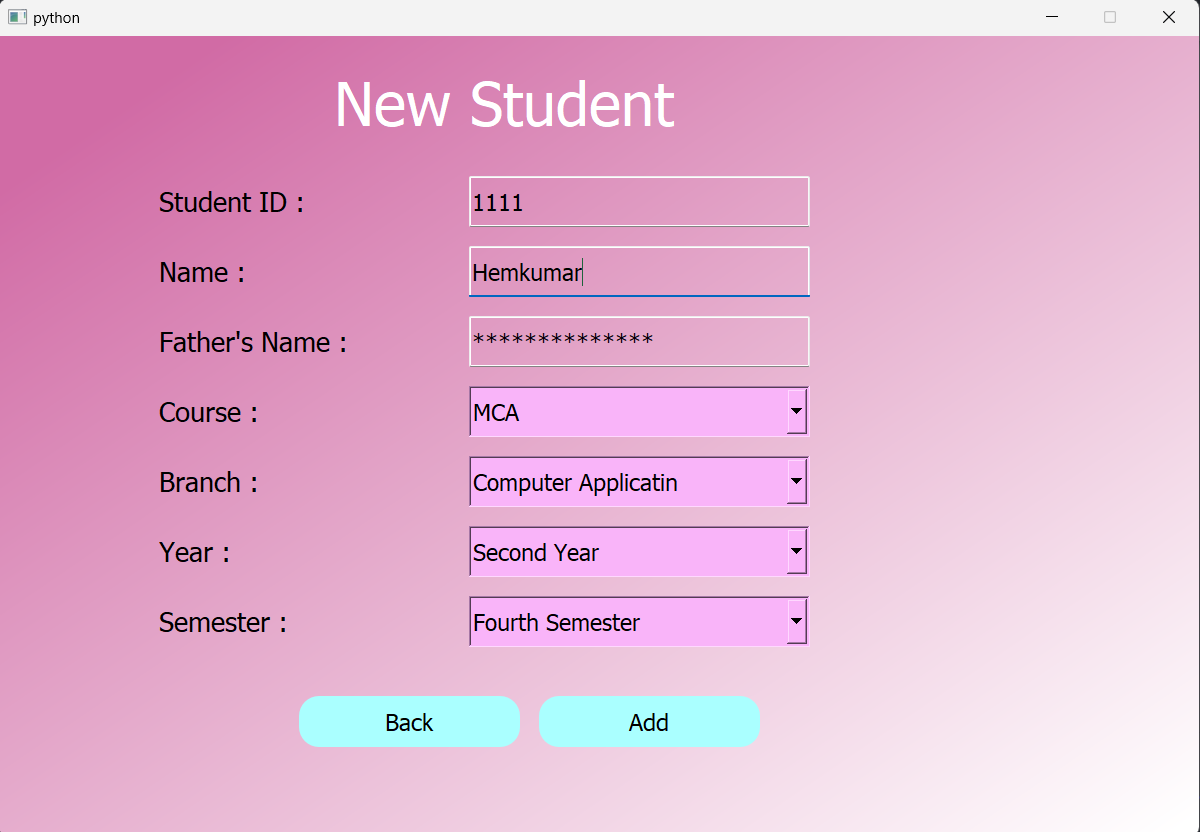 python
New Student
Student ID : 1111
Name : Hemkumar
Father's Name : **************
Course : MCA
Branch : Computer Applicatin
Year : Second Year
Semester : Fourth Semester
Back Add